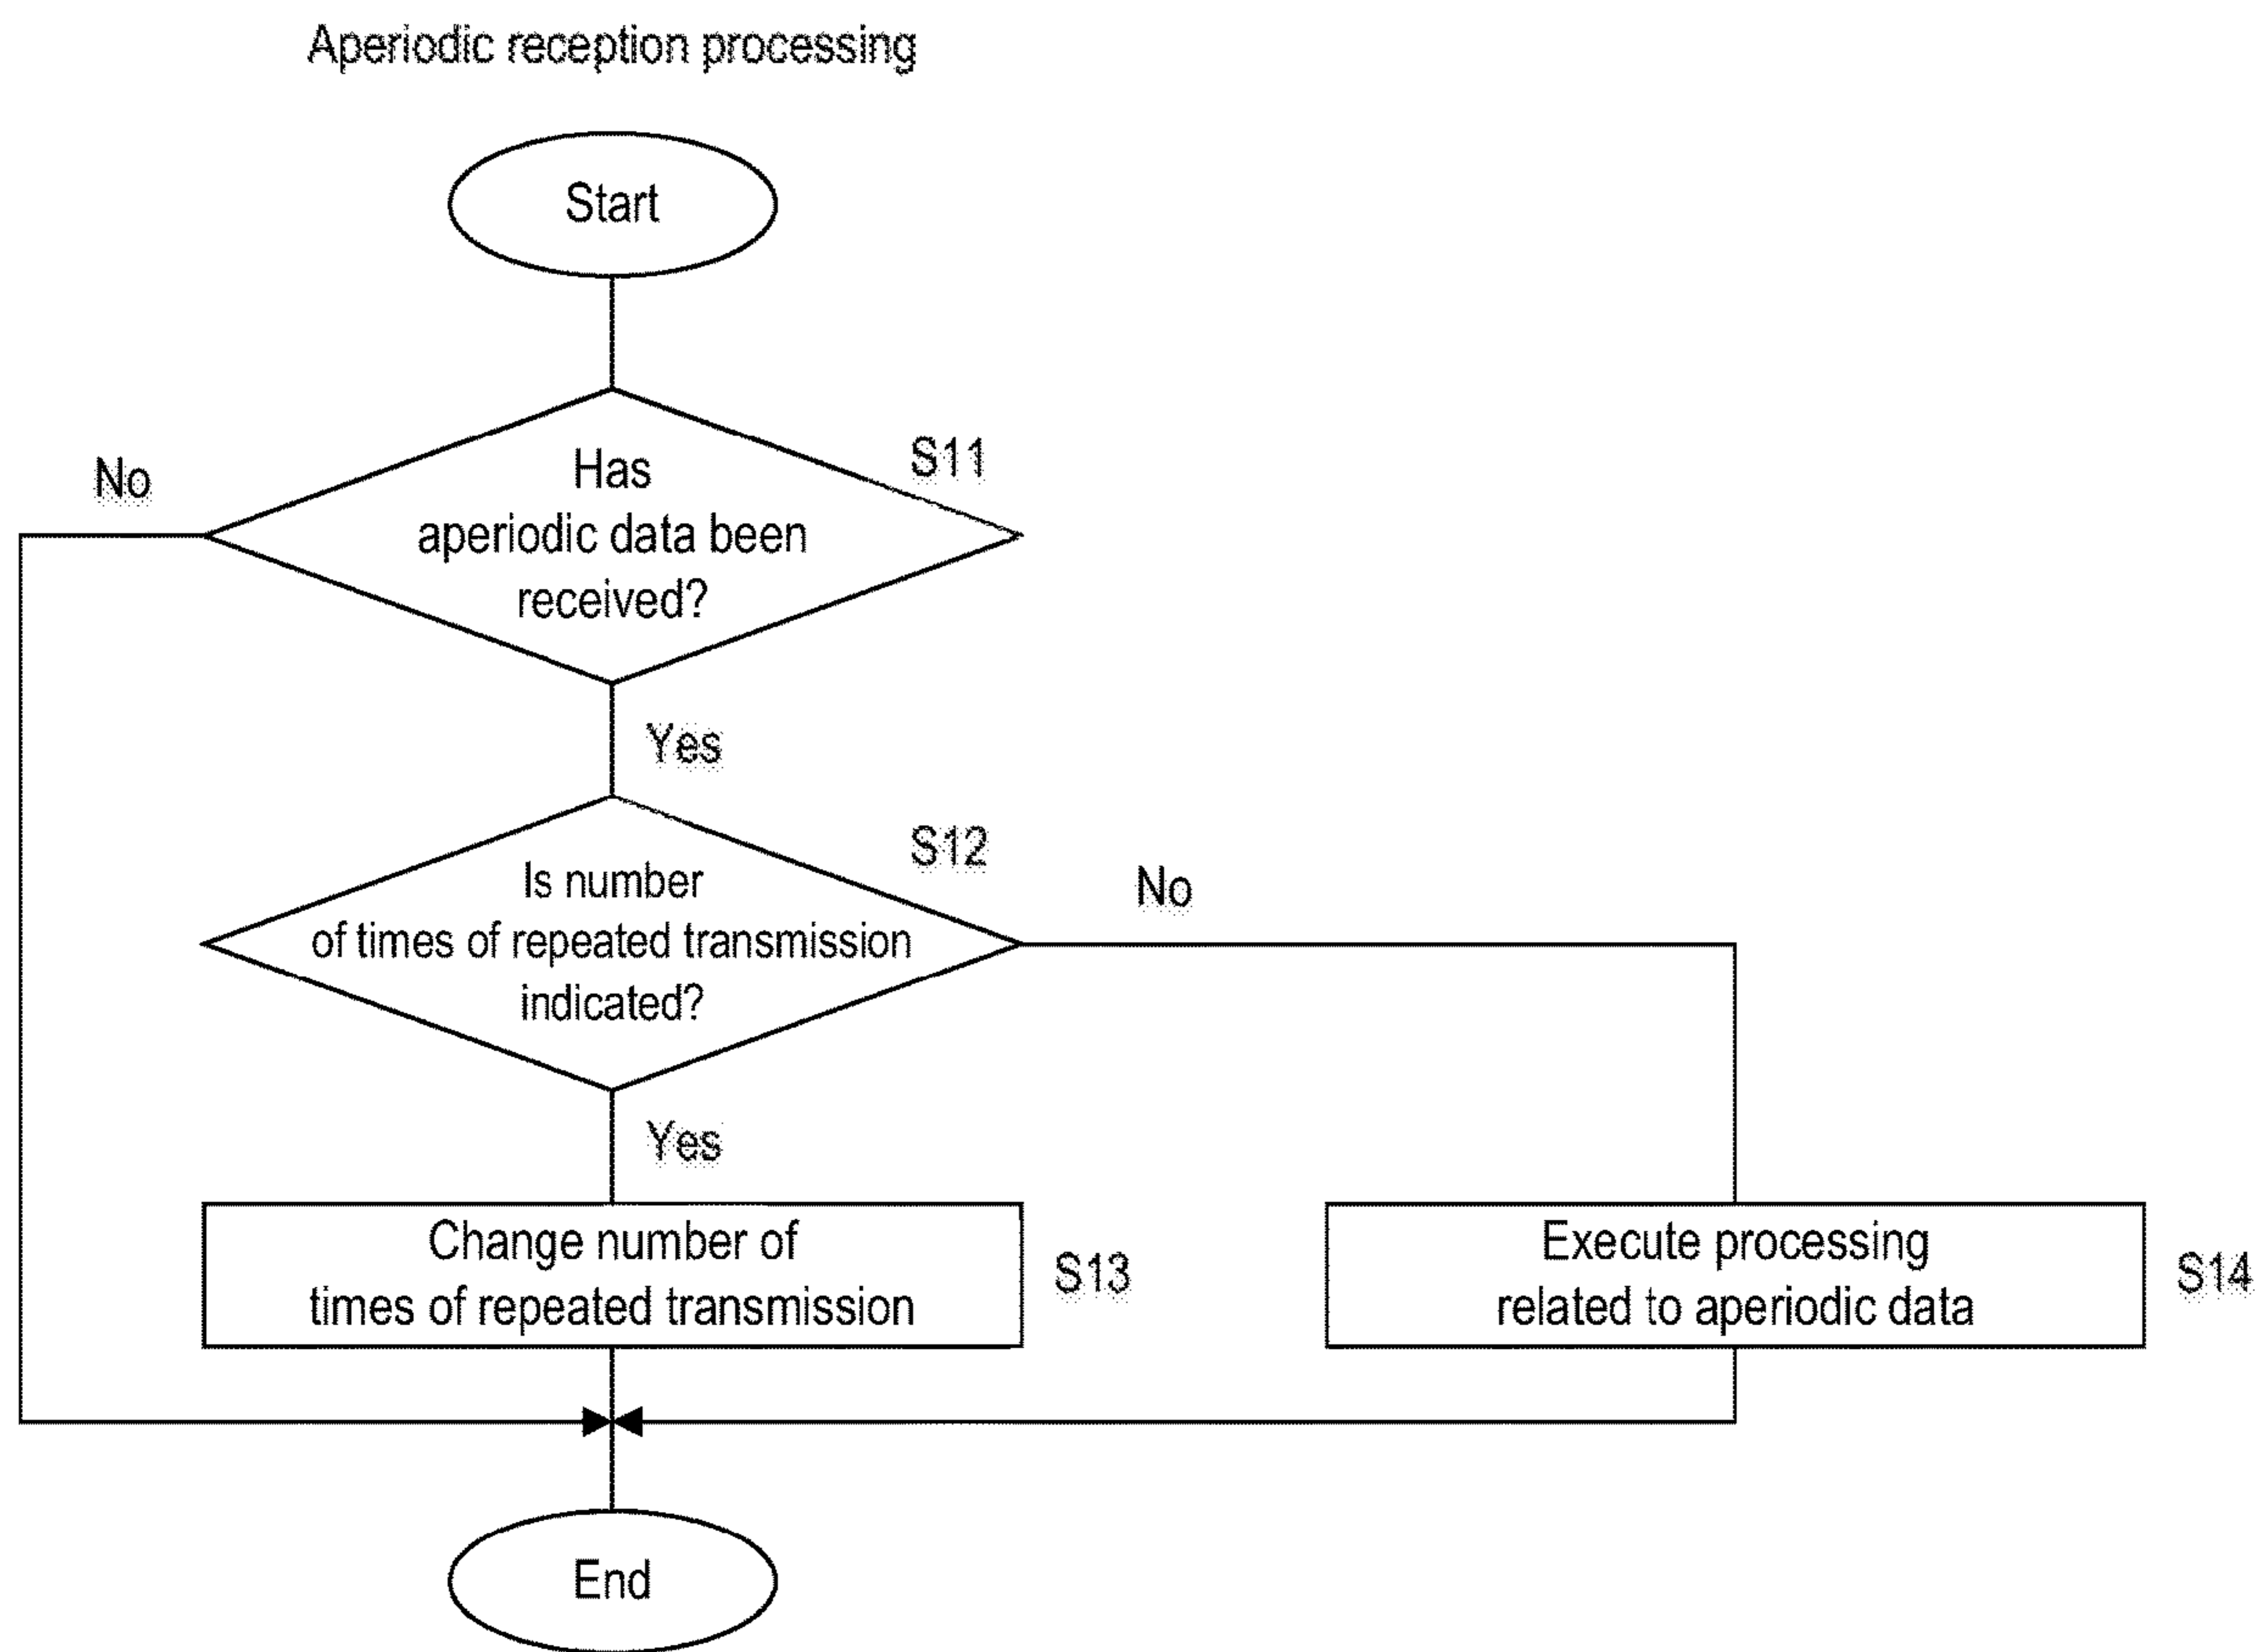 Aperiodic reception processing
Start
S11
No
Has
aperiodic data been
received?
Yes
S12
No
Is number
of times of repeated transmission
indicated?
Yes
Change number of
times of repeated transmission
S13
Execute processing
related to aperiodic data
S14
End